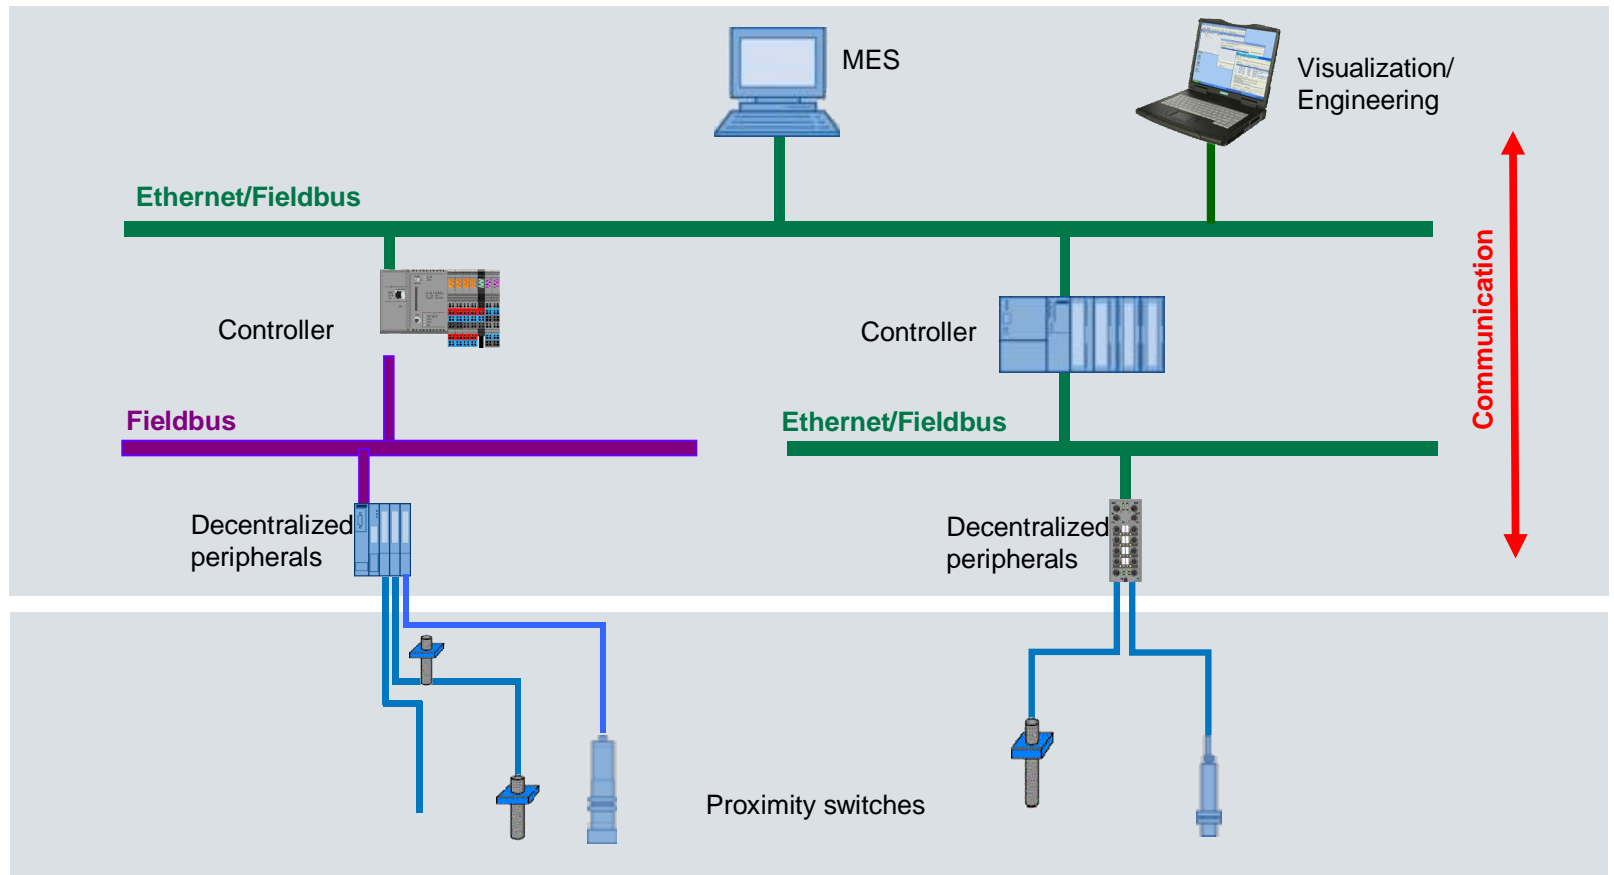 MES
Visualization/
Engineering
Ethernet/Fieldbus
Controller
Controller
Communication
Fieldbus
Ethernet/Fieldbus
Decentralized
peripherals
Decentralized
peripherals
Proximity switches